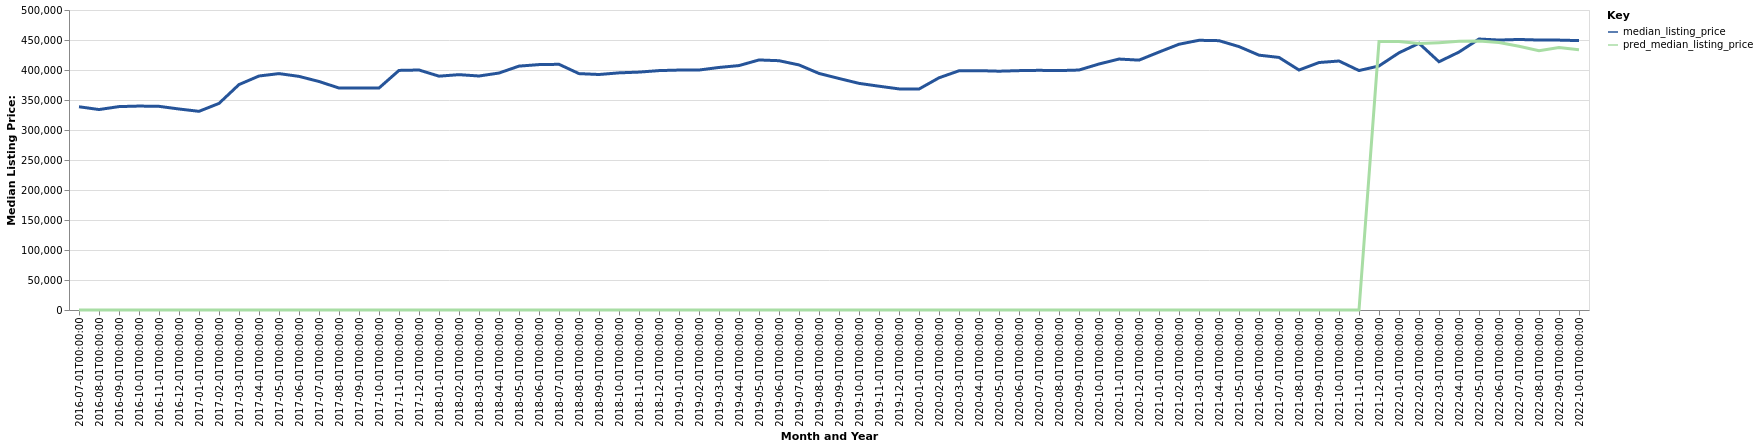 500,000
450,000
400,000
350,000
300,000
250,000
200,000
150,000
100,000
50,000
0
Median Listing Price:
2016-07-01T00:00:00
2016-08-01T00:00:00
2016-09-01T00:00:00
2016-10-01T00:00:00
2016-11-01T00:00:00
2016-12-01T00:00:00
2017-01-01T00:00:00
2017-02-01T00:00:00
2017-03-01T00:00:00
2017-04-01T00:00:00
2017-05-01T00:00:00
2017-06-01T00:00:00
2017-07-01T00:00:00
2017-08-01T00:00:00
2017-09-01T00:00:00
2017-10-01T00:00:00
2017-11-01T00:00:00
2017-12-01T00:00:00
2018-01-01T00:00:00
2018-02-01T00:00:00
2018-03-01T00:00:00
2018-04-01T00:00:00
2018-05-01T00:00:00
2018-06-01T00:00:00
2018-07-01T00:00:00
2018-08-01T00:00:00
2018-09-01T00:00:00
2018-10-01T00:00:00
2018-11-01T00:00:00
2018-12-01T00:00:00
2019-01-01T00:00:00
2019-02-01T00:00:00
2019-03-01T00:00:00
2019-04-01T00:00:00
2019-05-01T00:00:00
2019-06-01T00:00:00
2019-07-01T00:00:00
2019-08-01T00:00:00
2019-09-01T00:00:00
2019-10-01T00:00:00
2019-11-01T00:00:00
2019-12-01T00:00:00
2020-01-01T00:00:00
2020-02-01T00:00:00
2020-03-01T00:00:00
2020-04-01T00:00:00
2020-05-01T00:00:00
2020-06-01T00:00:00
2020-07-01T00:00:00
2020-08-01T00:00:00
2020-09-01T00:00:00
2020-10-01T00:00:00
2020-11-01T00:00:00
2020-12-01T00:00:00
2021-01-01T00:00:00
2021-02-01T00:00:00
2021-03-01T00:00:00
2021-04-01T00:00:00
2021-05-01T00:00:00
2021-06-01T00:00:00
2021-07-01T00:00:00
2021-08-01T00:00:00
2021-09-01T00:00:00
2021-10-01T00:00:00
2021-11-01T00:00:00
2021-12-01T00:00:00
2022-01-01T00:00:00
2022-02-01T00:00:00
2022-03-01T00:00:00
2022-04-01T00:00:00
2022-05-01T00:00:00
2022-06-01T00:00:00
2022-07-01T00:00:00
2022-08-01T00:00:00
2022-09-01T00:00:00
2022-10-01T00:00:00
Month and Year
Key
median_listing_price
pred_median_listing_price